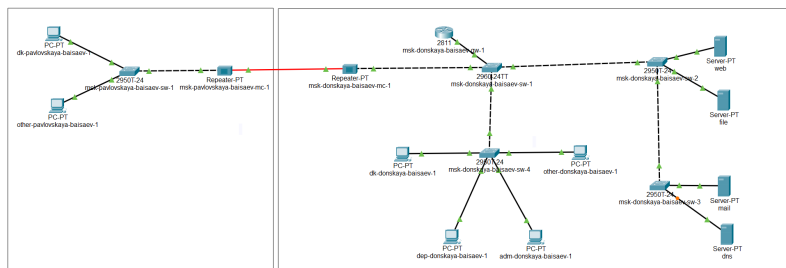 PC-PT
dk-pavlovskaya-baisaev-1
2950T-24
msk-pavlovskaya-baisaev-sw-1
PC-PT
other-pavlovskaya-baisaev-1
Repeater-PT
msk-pavlovskaya-baisaev-mc-1
Repeater-PT
msk-donskaya-baisaev-mc-1
2811
msk-donskaya-baisaev-gw-1
2960-24TT
msk-donskaya-baisaev-sw-1
2950T-24
msk-donskaya-baisaev-sw-2
Server-PT
web
Server-PT
file
PC-PT
dk-donskaya-baisaev-1
2950T-24
msk-donskaya-baisaev-sw-4
PC-PT
other-donskaya-baisaev-1
PC-PT
dep-donskaya-baisaev-1
PC-PT
adm-donskaya-baisaev-1
2950T-24
msk-donskaya-baisaev-sw-3
Server-PT
mail
Server-PT
dns